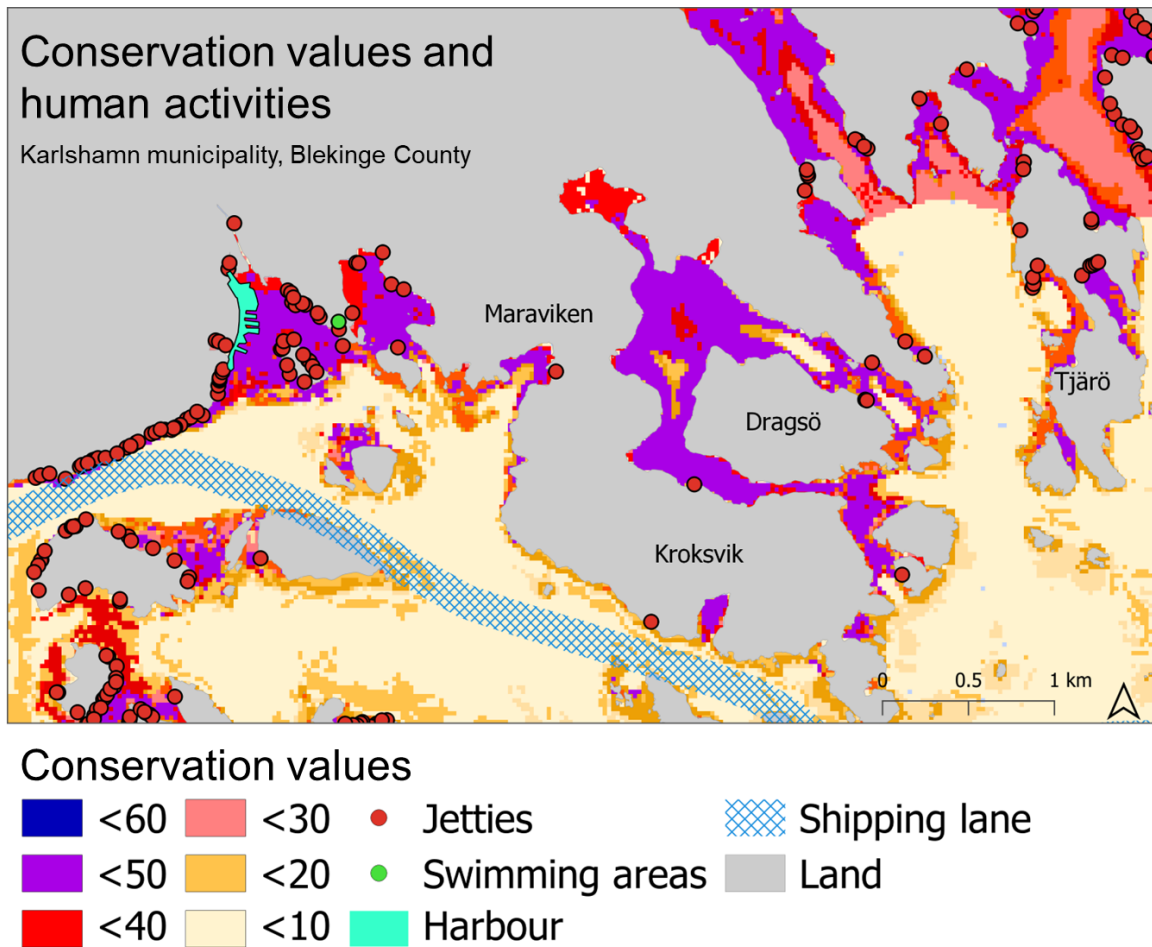 Conservation values and
human activities
Karlshamn municipality, Blekinge County
Maraviken
Dragsö
Tjärö
Kroksvik
0 0.5 1 km
Conservation values
<60 <30 Jetties Shipping lane
<50 <20 Swimming areas Land
<40 <10 Harbour